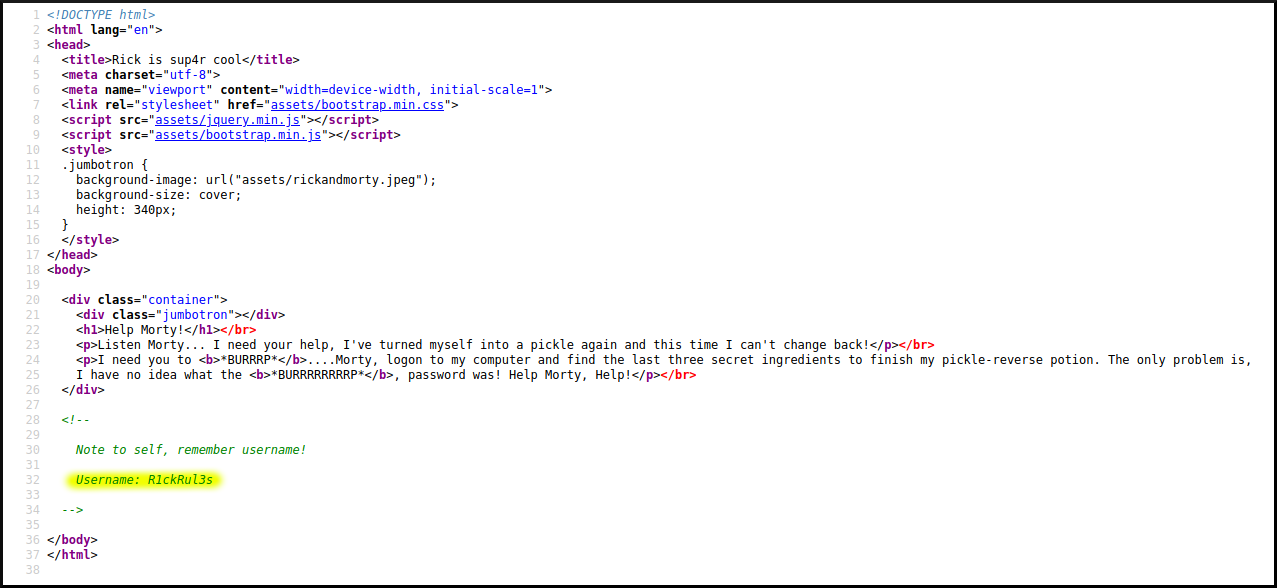 1 <!DOCTYPE html>
2 <html lang="en">
3 <head>
4   <title>Rick is sup4r cool</title>
5   <meta charset="utf-8">
6   <meta name="viewport" content="width=device-width, initial-scale=1">
7   <link rel="stylesheet" href="assets/bootstrap.min.css">
8   <script src="assets/jquery.min.js"></script>
9   <script src="assets/bootstrap.min.js"></script>
10   <style>
11   .jumbotron {
12     background-image: url("assets/rickandmorty.jpeg");
13     background-size: cover;
14     height: 340px;
15   }
16   </style>
17 </head>
18 <body>
19
20   <div class="container">
21     <div class="jumbotron"></div>
22     <h1>Help Morty!</h1></br>
23     <p>Listen Morty... I need your help, I've turned myself into a pickle again and this time I can't change back!</p></br>
24     <p>I need you to <b>*BURRRP*</b>....Morty, logon to my computer and find the last three secret ingredients to finish my pickle-reverse potion. The only problem is,
25     I have no idea what the <b>*BURRRRRRRRP*</b>, password was! Help Morty, Help!</p></br>
26   </div>
27
28   <!--
29
30     Note to self, remember username!
31
32     Username: R1ckRul3s
33
34   -->
35
36 </body>
37 </html>
38